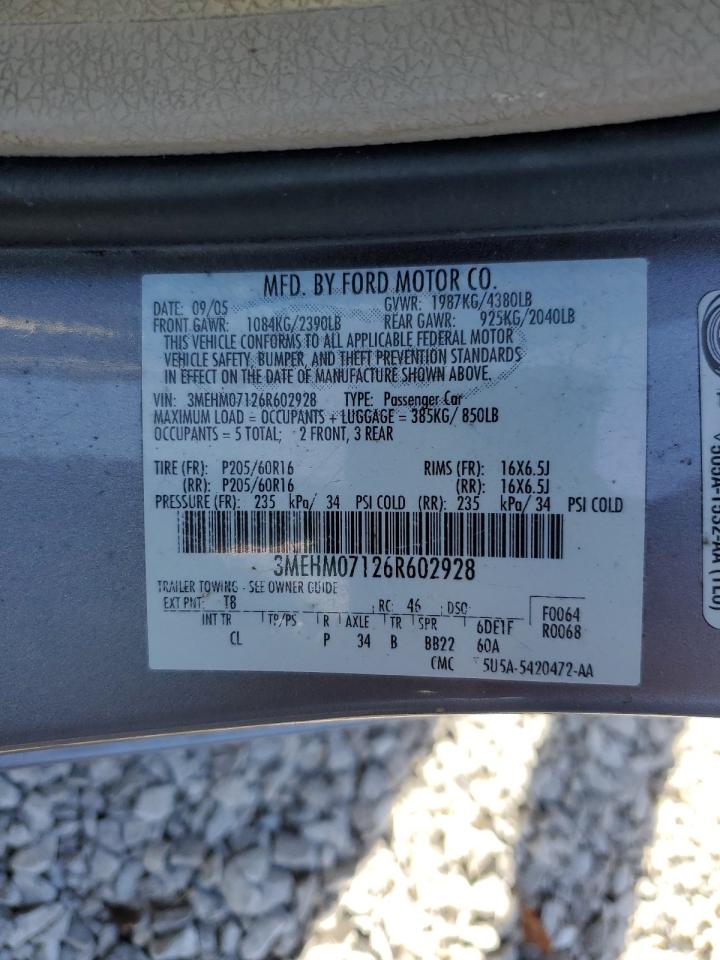 MFD. BY FORD MOTOR CO.
DATE: 09/05 GVWR: 1987KG/4380LB
FRONT GAWR: 1084KG/2390LB REAR GAWR: 925KG/2040LB
THIS VEHICLE CONFORMS TO ALL APPLICABLE FEDERAL MOTOR
VEHICLE SAFETY, BUMPER, AND THEFT PREVENTION STANDARDS
IN EFFECT ON THE DATE OF MANUFACTURE SHOWN ABOVE.
VIN: 3MEHM07126R602928 TYPE: Passenger Car
MAXIMUM LOAD = OCCUPANTS + LUGGAGE = 385KG/ 850LB
OCCUPANTS = 5 TOTAL; 2 FRONT, 3 REAR
TIRE (FR): P205/60R16 RIMS (FR): 16X6.5J
(RR): P205/60R16 (RR): 16X6.5J
PRESSURE (FR): 235 kPa/ 34 PSI COLD (RR): 235 kPa/ 34 PSI COLD
3MEHM07126R602928
TRAILER TOWING - SEE OWNER GUIDE
EXT PNT: T8 RC: 46 DSO: F0064
INT TR TP/PS R AXLE TR SPR 6DE1F R0068
CL P 34 B BB22 60A
CMC 5U5A-5420472-AA